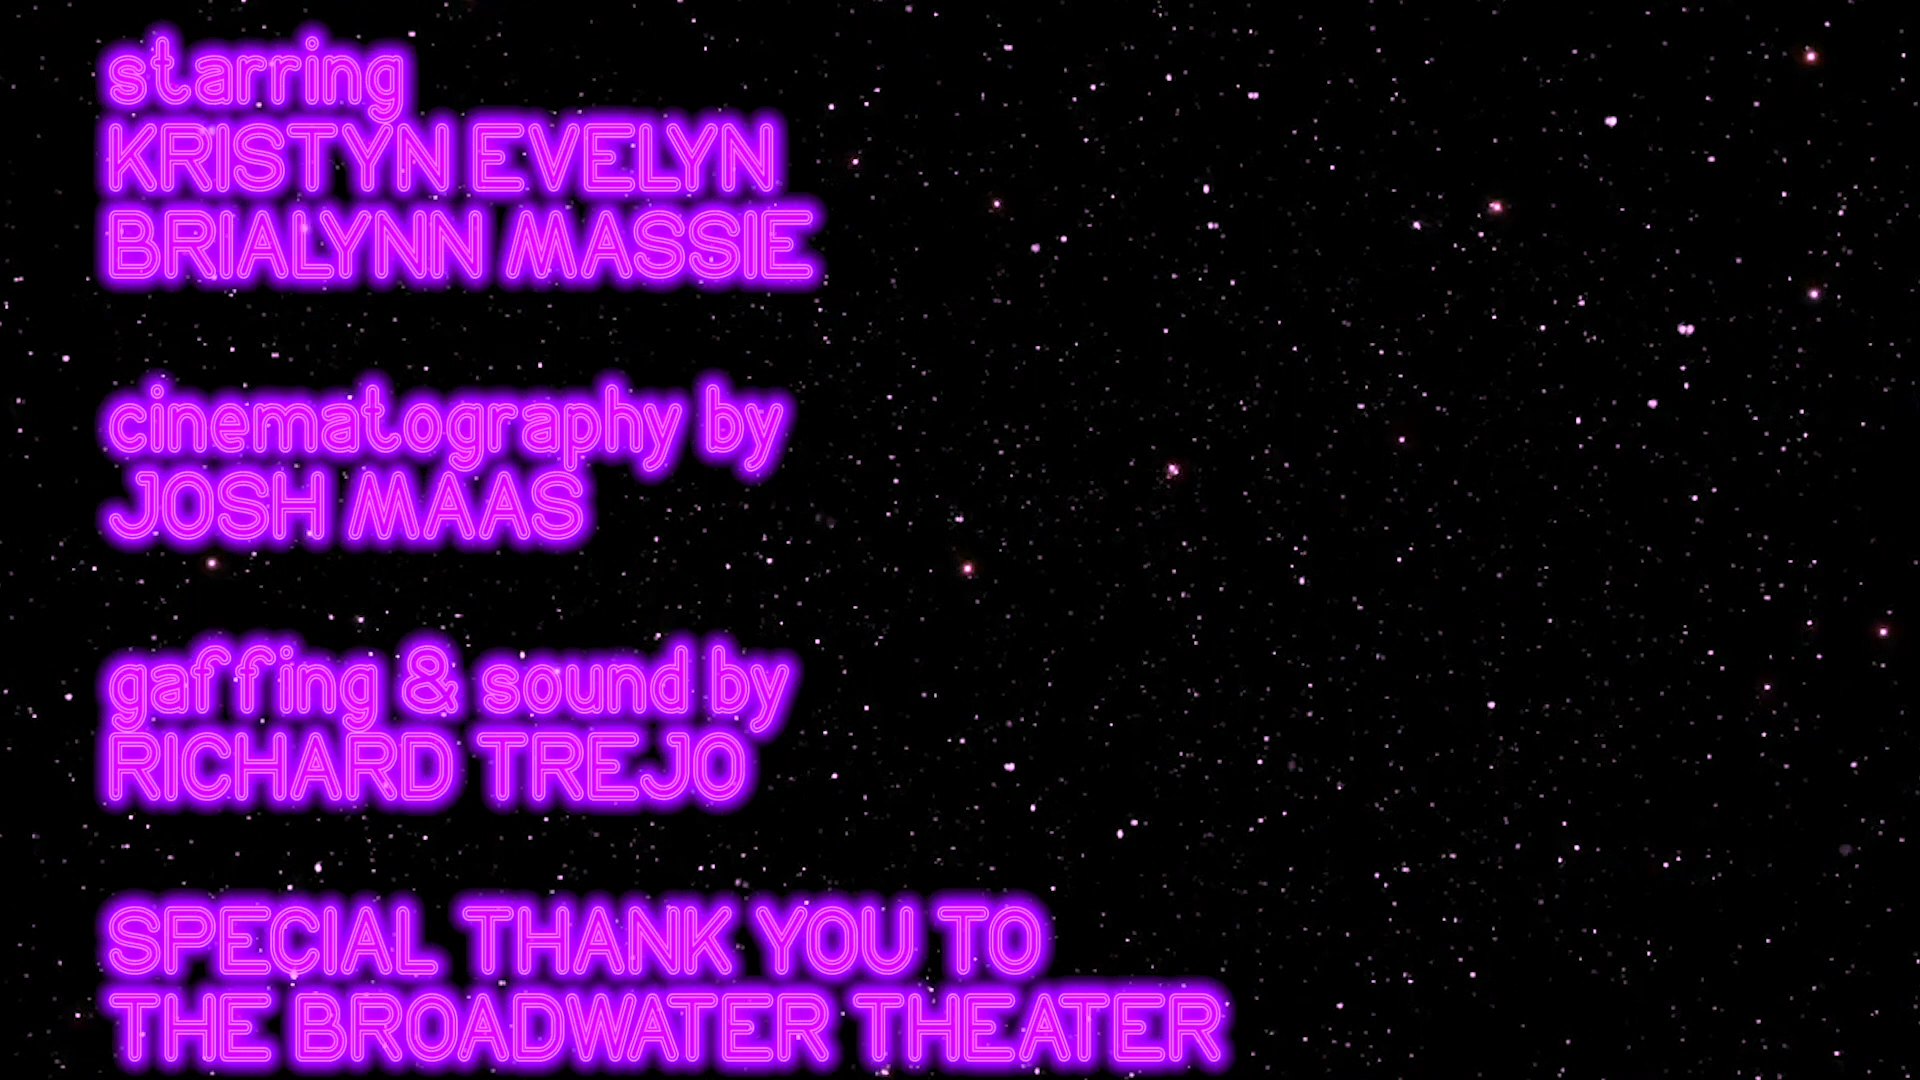 starring
KRISTYN EVELYN
BRIALYNN MASSIE
cinematography by
JOSH MAAS
gaffing & sound by
RICHARD TREJO
SPECIAL THANK YOU TO
THE BROADWATER THEATER